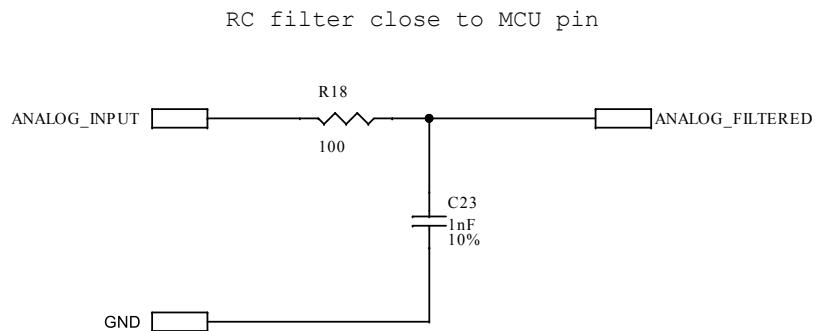 RC filter close to MCU pin
R18
ANALOG_INPUT
ANALOG_FILTERED
100
C23
1nF
10%
GND